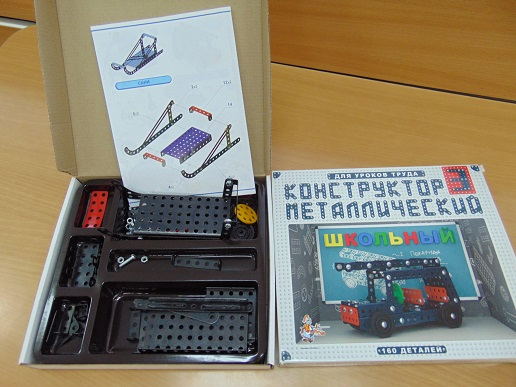 САНИ
ДЛЯ УРОКОВ ТРУДА
КОНСТРУКТОР 3
МЕТАЛЛИЧЕСКИЙ
ШКОЛЬНЫЙ
160 ДЕТАЛЕЙ